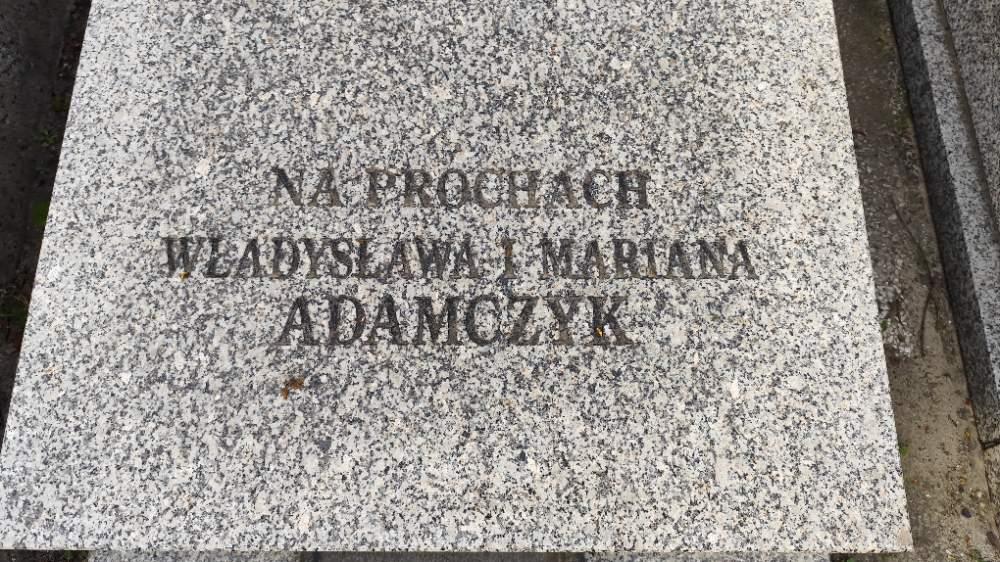 NA PROCHACH
WŁADYSŁAWA I MARIANA
ADAMCZYK